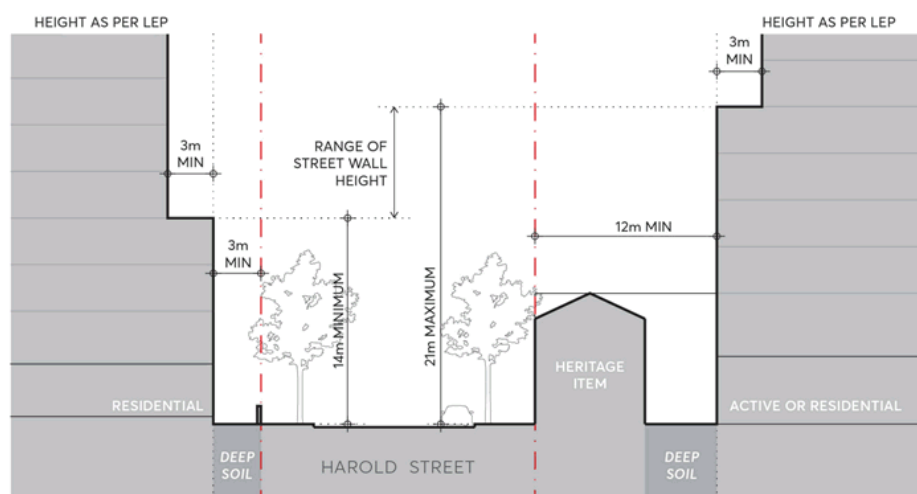 HEIGHT AS PER LEP
HEIGHT AS PER LEP
3m
MIN
3m
MIN
RANGE OF
STREET WALL
HEIGHT
3m
MIN
12m MIN
14m MINIMUM
21m MAXIMUM
HERITAGE
ITEM
RESIDENTIAL
ACTIVE OR RESIDENTIAL
DEEP
SOIL
HAROLD STREET
DEEP
SOIL